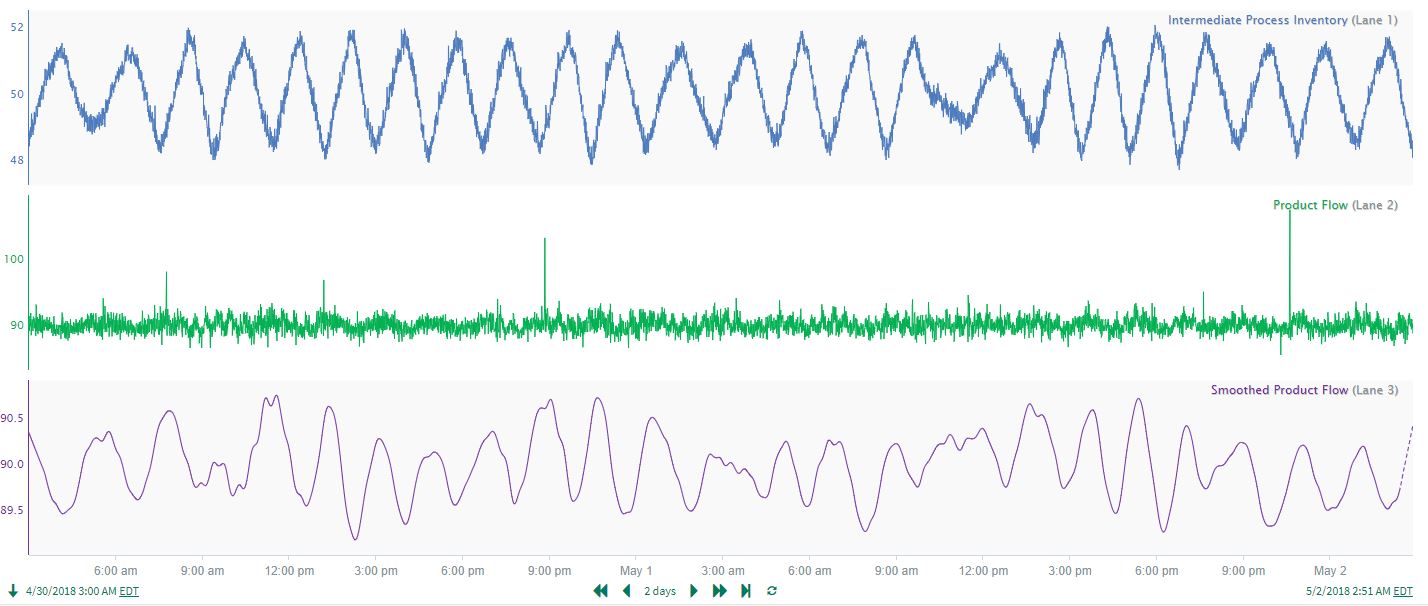 Intermediate Process Inventory (Lane 1)
52
50
48
Product Flow (Lane 2)
100
90
Smoothed Product Flow (Lane 3)
90.5
90.0
89.5
6:00 am 9:00 am 12:00 pm 3:00 pm 6:00 pm 9:00 pm May 1 3:00 am 6:00 am 9:00 am 12:00 pm 3:00 pm 6:00 pm 9:00 pm May 2
4/30/2018 3:00 AM EDT 2 days 5/2/2018 2:51 AM EDT